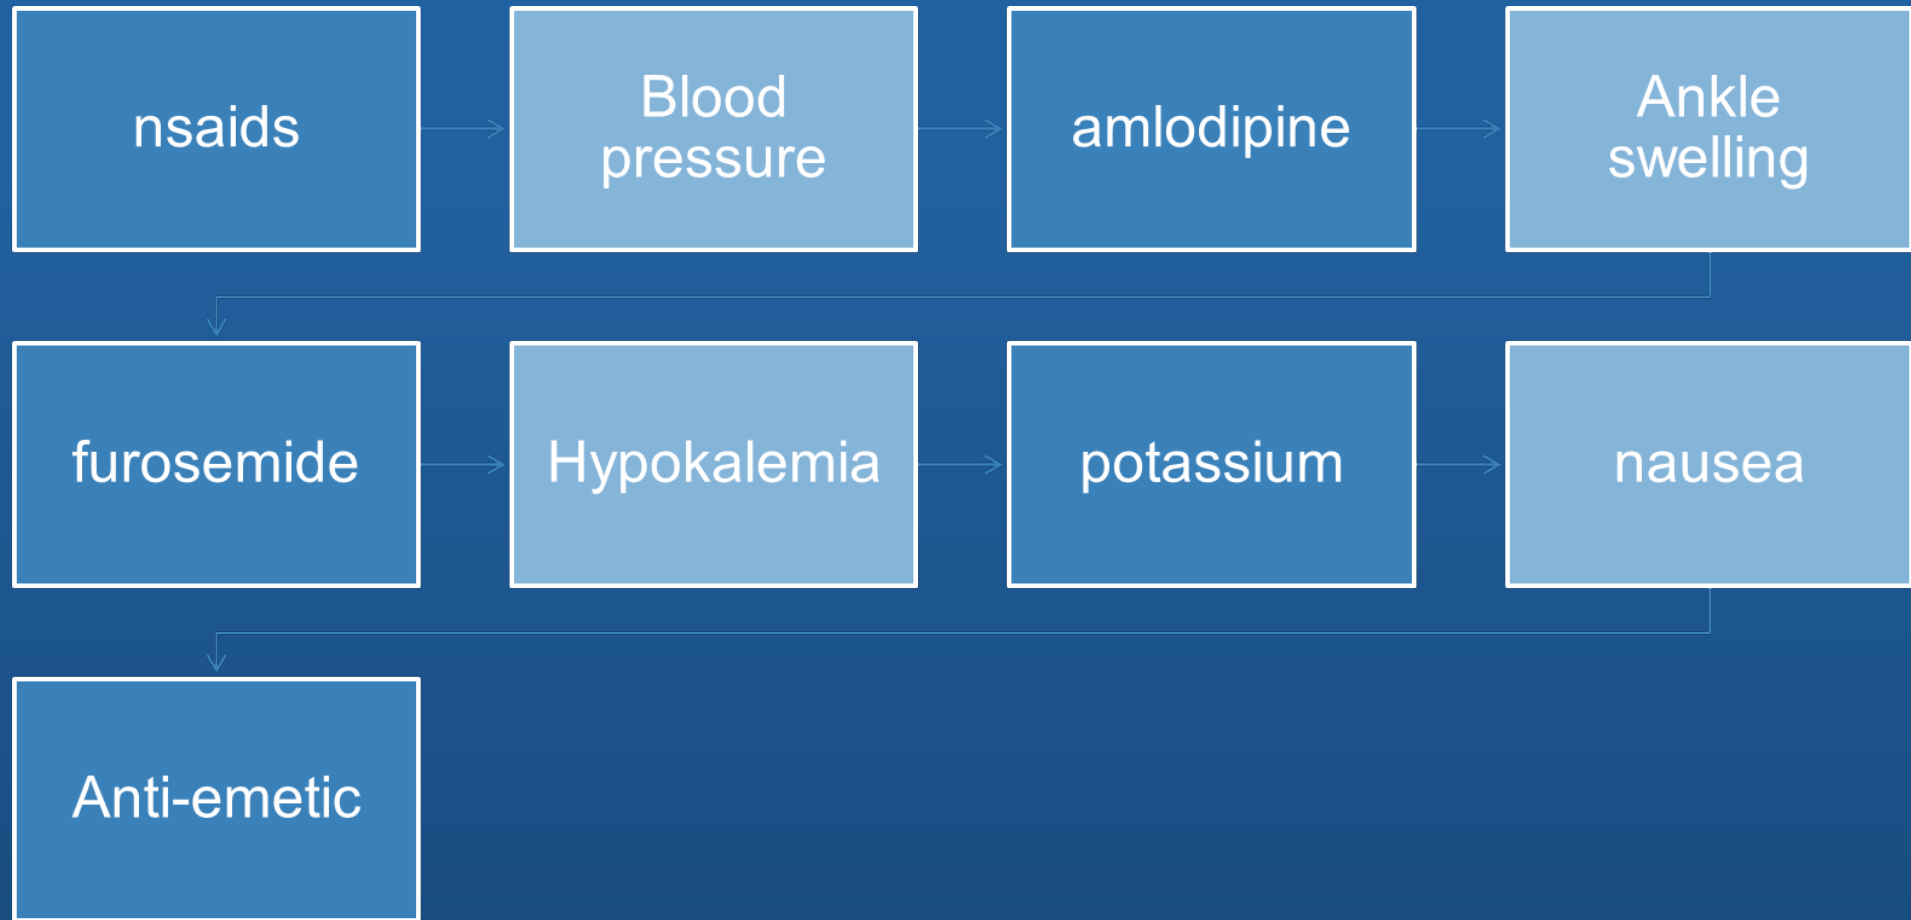 nsaids
Blood
pressure
amlodipine
Ankle
swelling
furosemide
Hypokalemia
potassium
nausea
Anti-emetic